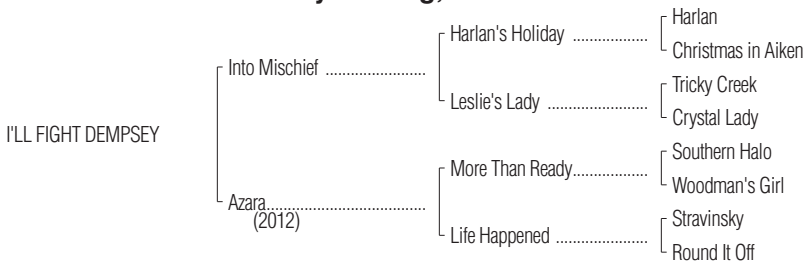 Harlan
Harlan's Holiday ..................
Christmas in Aiken
Into Mischief ........................
Tricky Creek
Leslie's Lady ........................
Crystal Lady
I'LL FIGHT DEMPSEY
Southern Halo
More Than Ready..................
Woodman's Girl
Azara......................................
(2012)
Stravinsky
Life Happened ......................
Round It Off